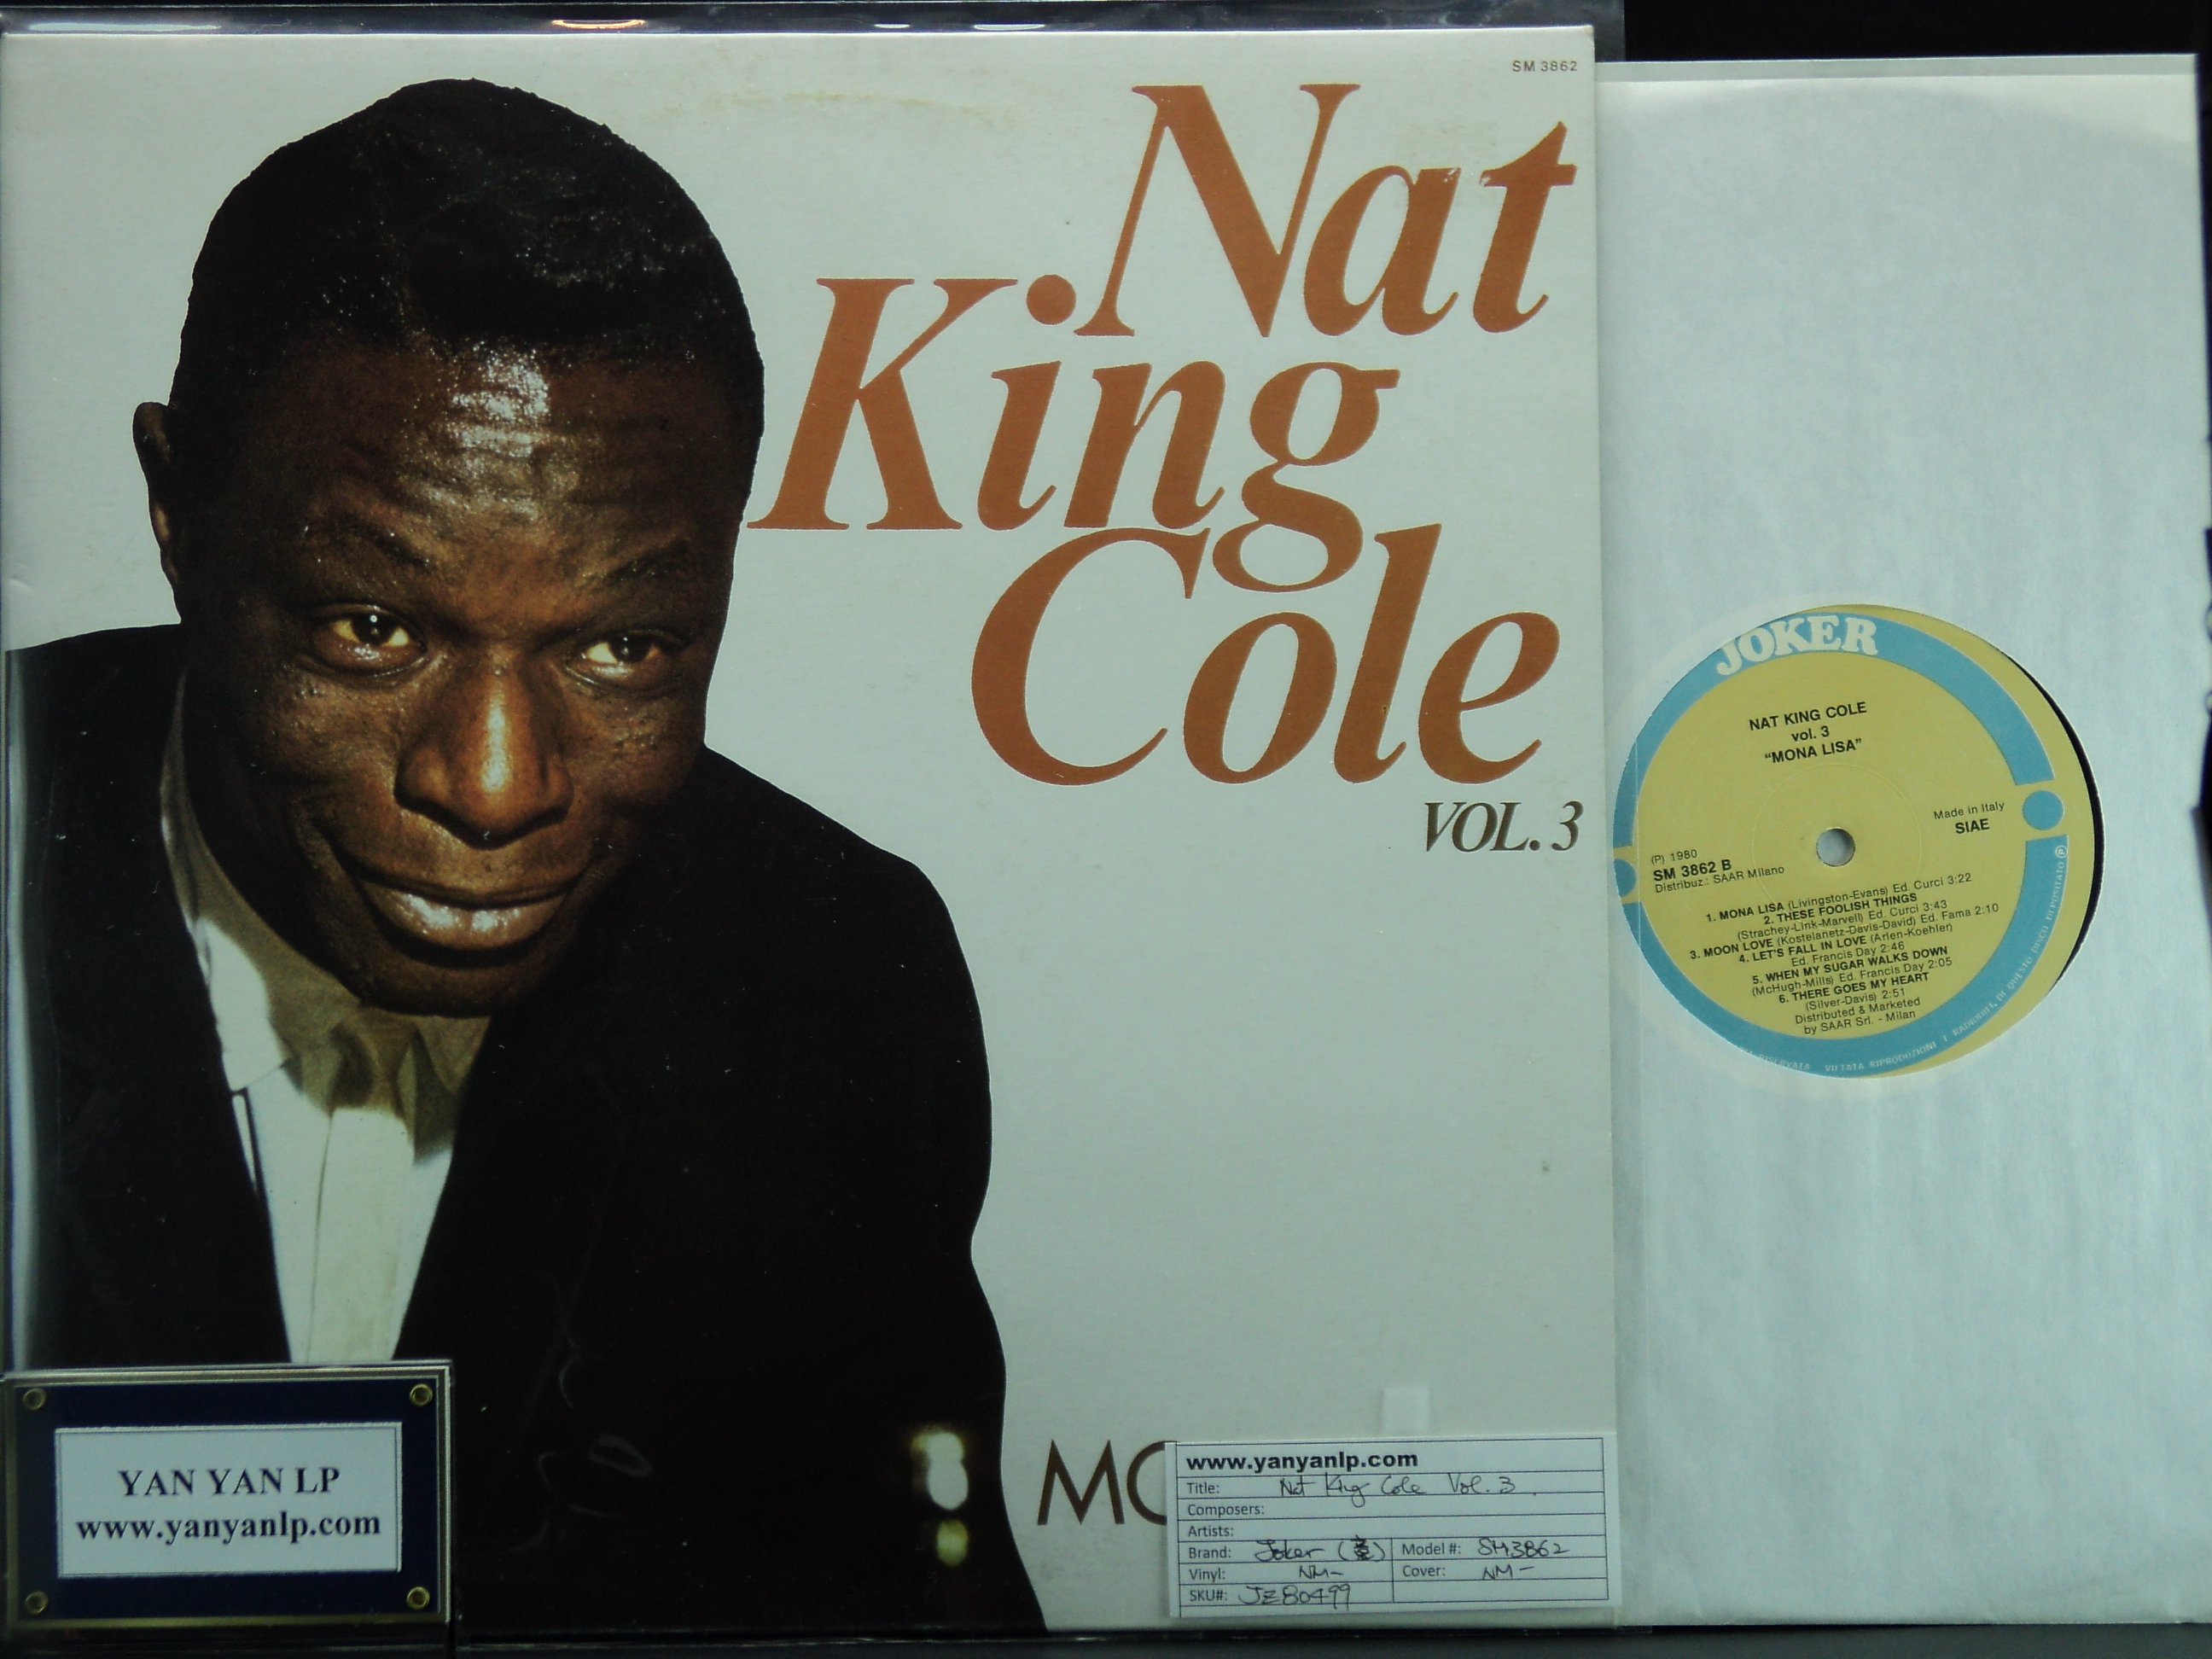 SM 3862
Nat
King
Cole
VOL. 3
JOKER
NAT KING COLE
vol. 3
"MONA LISA"
Made in Italy
SIAE
(P) 1980
SM 3862 B
Distribuz.: SAAR Milano
1. MONA LISA (Livingston-Evans) Ed. Curci 3:22
2. THESE FOOLISH THINGS
(Strachey-Link-Marvell) Ed. Curci 3:43
3. MOON LOVE (Kostelanetz-Davis-David) Ed. Fama 2:10
4. LET'S FALL IN LOVE (Arlen-Koehler)
Ed. Francis Day 2:46
5. WHEN MY SUGAR WALKS DOWN
(McHugh-Mills) Ed. Francis Day 2:05
6. THERE GOES MY HEART
(Silver-Davis) 2:51
Distributed & Marketed
by SAAR Srl. - Milan
RIPRODUZIONI
DI QUESTO DISCO DEPOSITATO
YAN YAN LP
www.yanyanlp.com
MO
www.yanyanlp.com
Title: Nat King Cole Vol. 3.
Composers:
Artists:
Brand: Joker Model #: SM3862
Vinyl: NM- Cover: NM-
SKU#: JZ80499